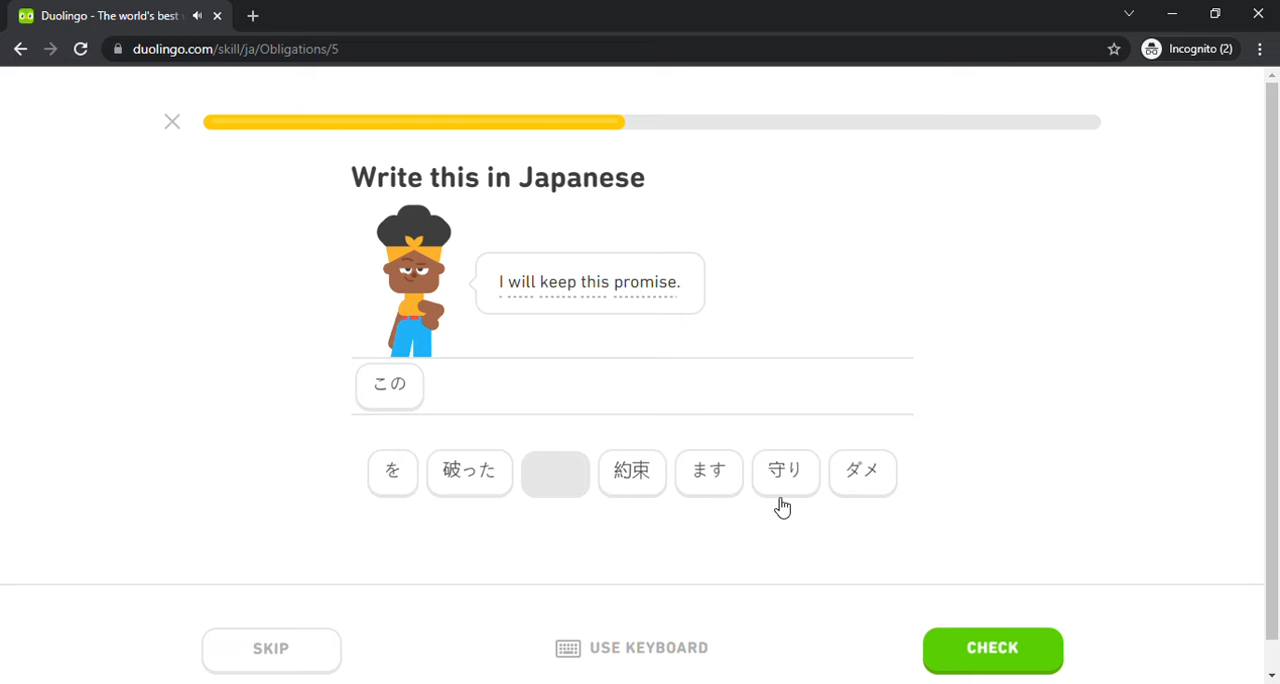 Duolingo - The world's best
duolingo.com/skill/ja/Obligations/5
Incognito (2)
Write this in Japanese
I will keep this promise.
この
を 破った 約束 ます 守り ダメ
SKIP
USE KEYBOARD
CHECK